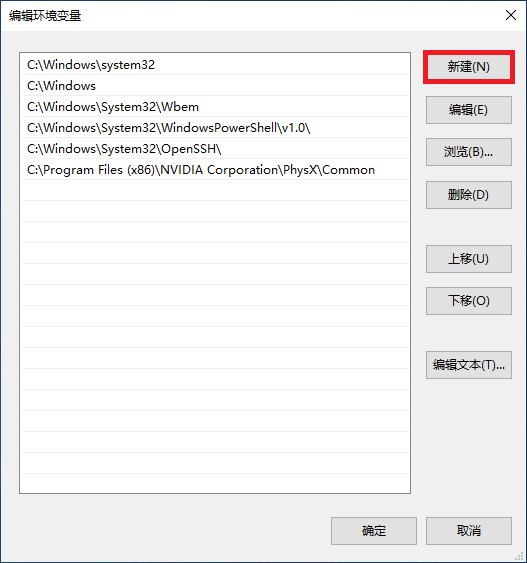 编辑环境变量
C:\Windows\system32
C:\Windows
C:\Windows\System32\Wbem
C:\Windows\System32\WindowsPowerShell\v1.0\
C:\Windows\System32\OpenSSH\
C:\Program Files (x86)\NVIDIA Corporation\PhysX\Common
新建(N)
编辑(E)
浏览(B)...
删除(D)
上移(U)
下移(O)
编辑文本(T)...
确定
取消